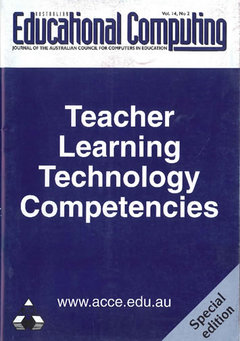 AUSTRALIAN
Educational Computing
Vol. 14, No.2
JOURNAL OF THE AUSTRALIAN COUNCIL FOR COMPUTERS IN EDUCATION
Teacher
Learning
Technology
Competencies
www.acce.edu.au
Special
edition